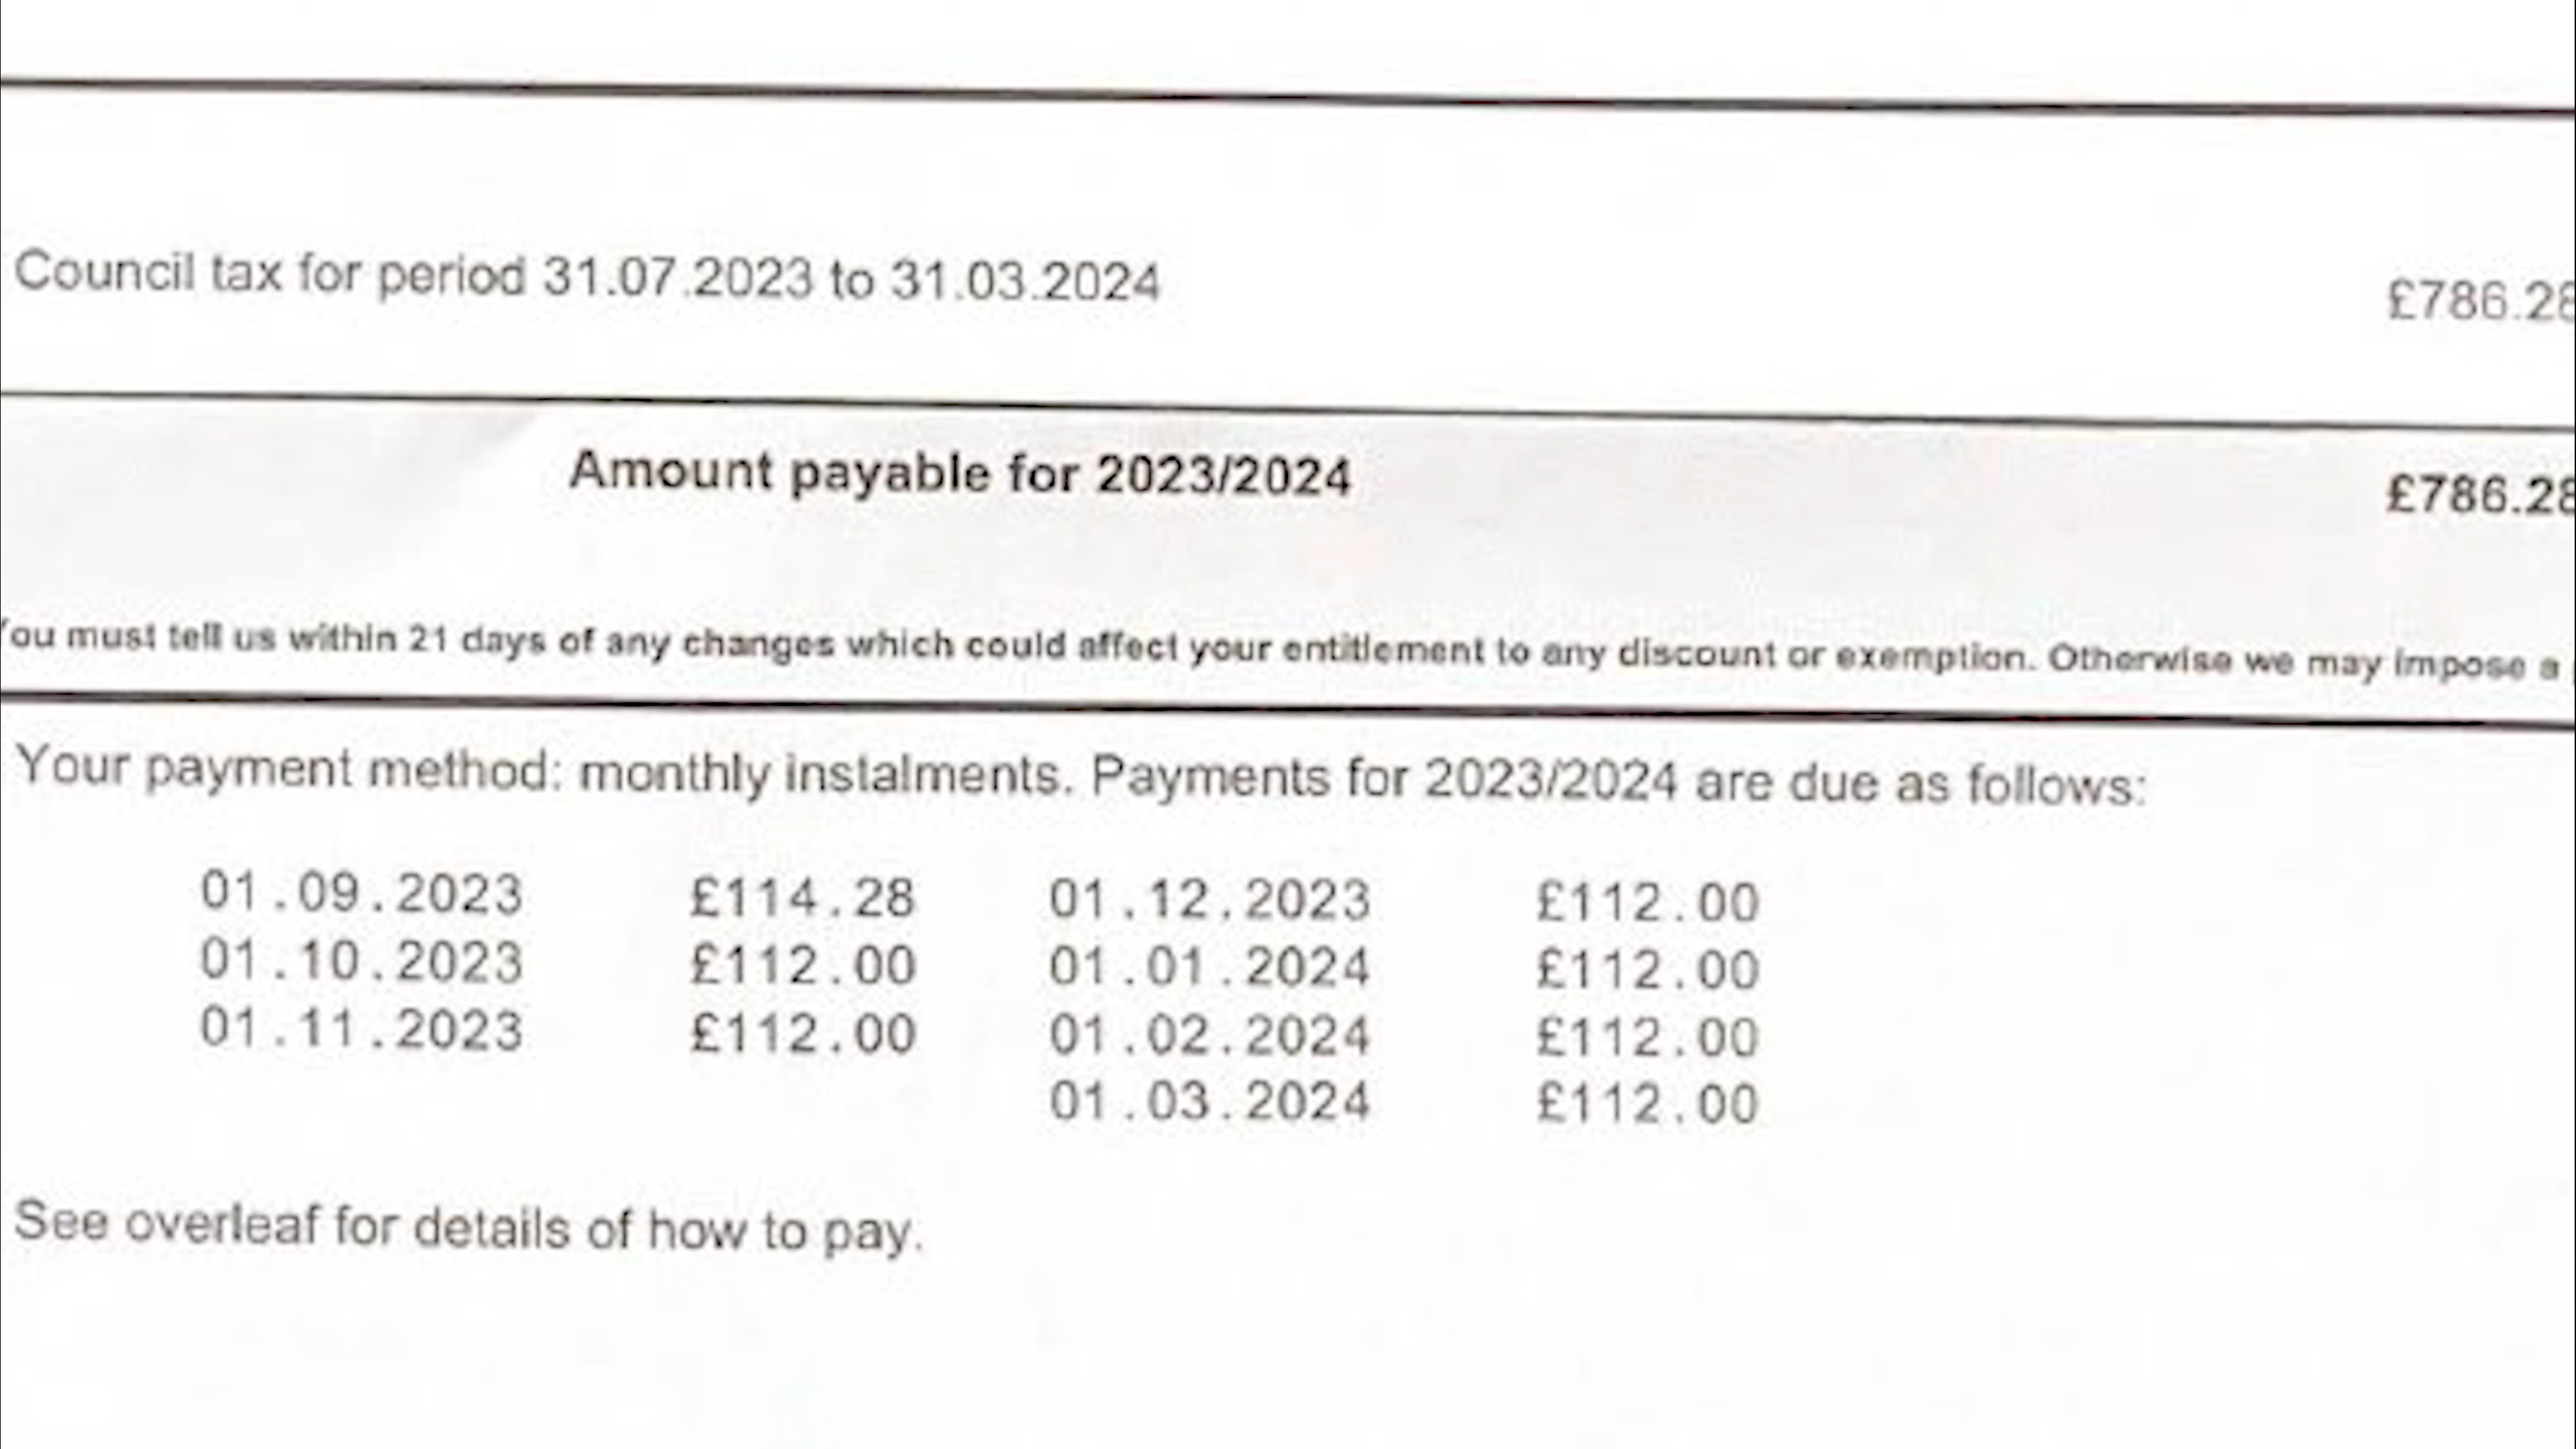 Council tax for period 31.07.2023 to 31.03.2024 £786.28
Amount payable for 2023/2024 £786.28
You must tell us within 21 days of any changes which could affect your entitlement to any discount or exemption. Otherwise we may impose a
Your payment method: monthly instalments. Payments for 2023/2024 are due as follows:
01.09.2023 £114.28 01.12.2023 £112.00
01.10.2023 £112.00 01.01.2024 £112.00
01.11.2023 £112.00 01.02.2024 £112.00
01.03.2024 £112.00
See overleaf for details of how to pay.